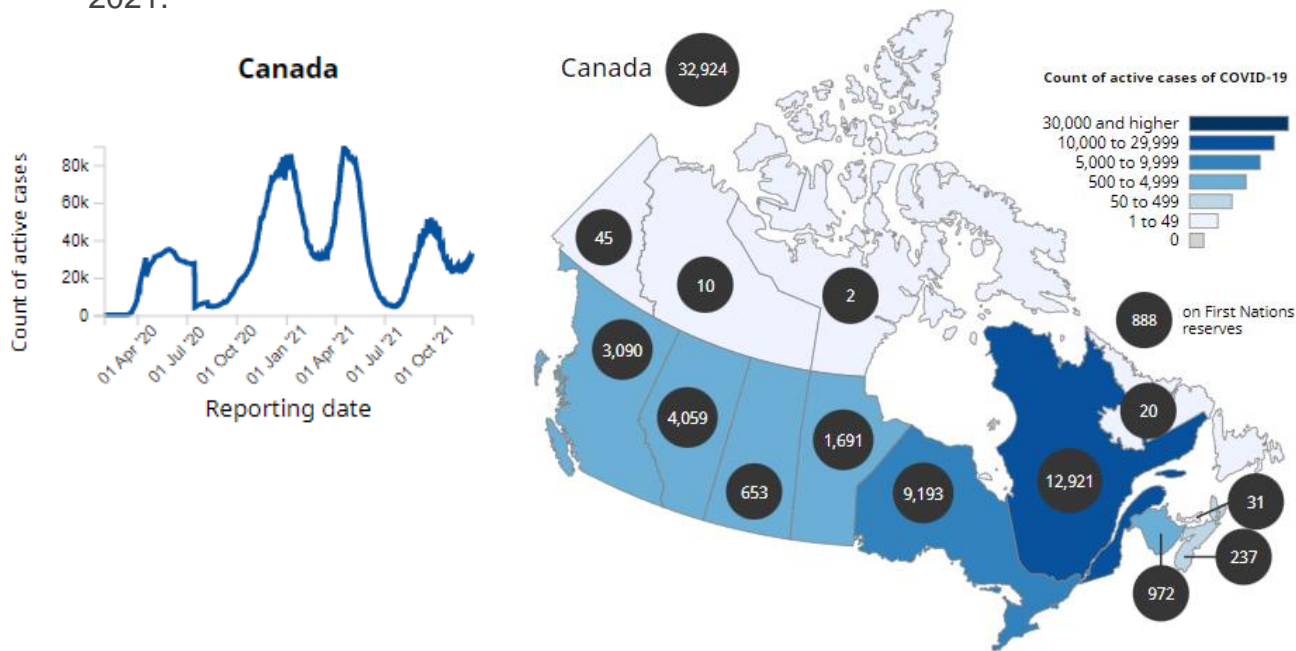 2021.
Canada
Count of active cases
80k
60k
40k
20k
0
01 Apr '20
01 Jul '20
01 Oct '20
01 Jan '21
01 Apr '21
01 Jul '21
01 Oct '21
Reporting date
Canada
32,924
Count of active cases of COVID-19
30,000 and higher
10,000 to 29,999
5,000 to 9,999
500 to 4,999
50 to 499
1 to 49
0
45
10
2
888
on First Nations
reserves
3,090
4,059
653
1,691
9,193
12,921
20
31
237
972